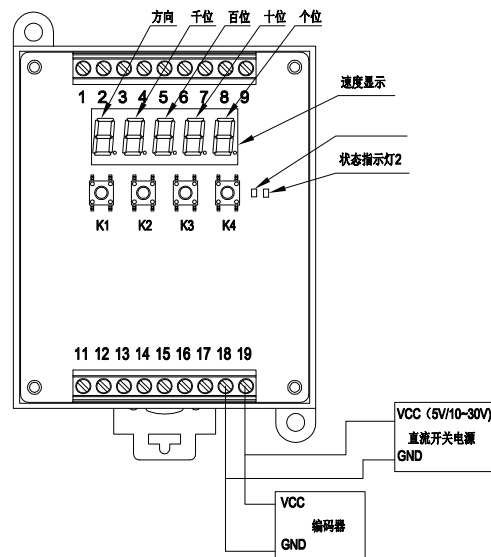 方向 千位 百位 十位 个位
1 2 3 4 5 6 7 8 9
速度显示
状态指示灯2
K1 K2 K3 K4
11 12 13 14 15 16 17 18 19
VCC（5V/10~30V)
直流开关电源
GND
VCC
编码器
GND